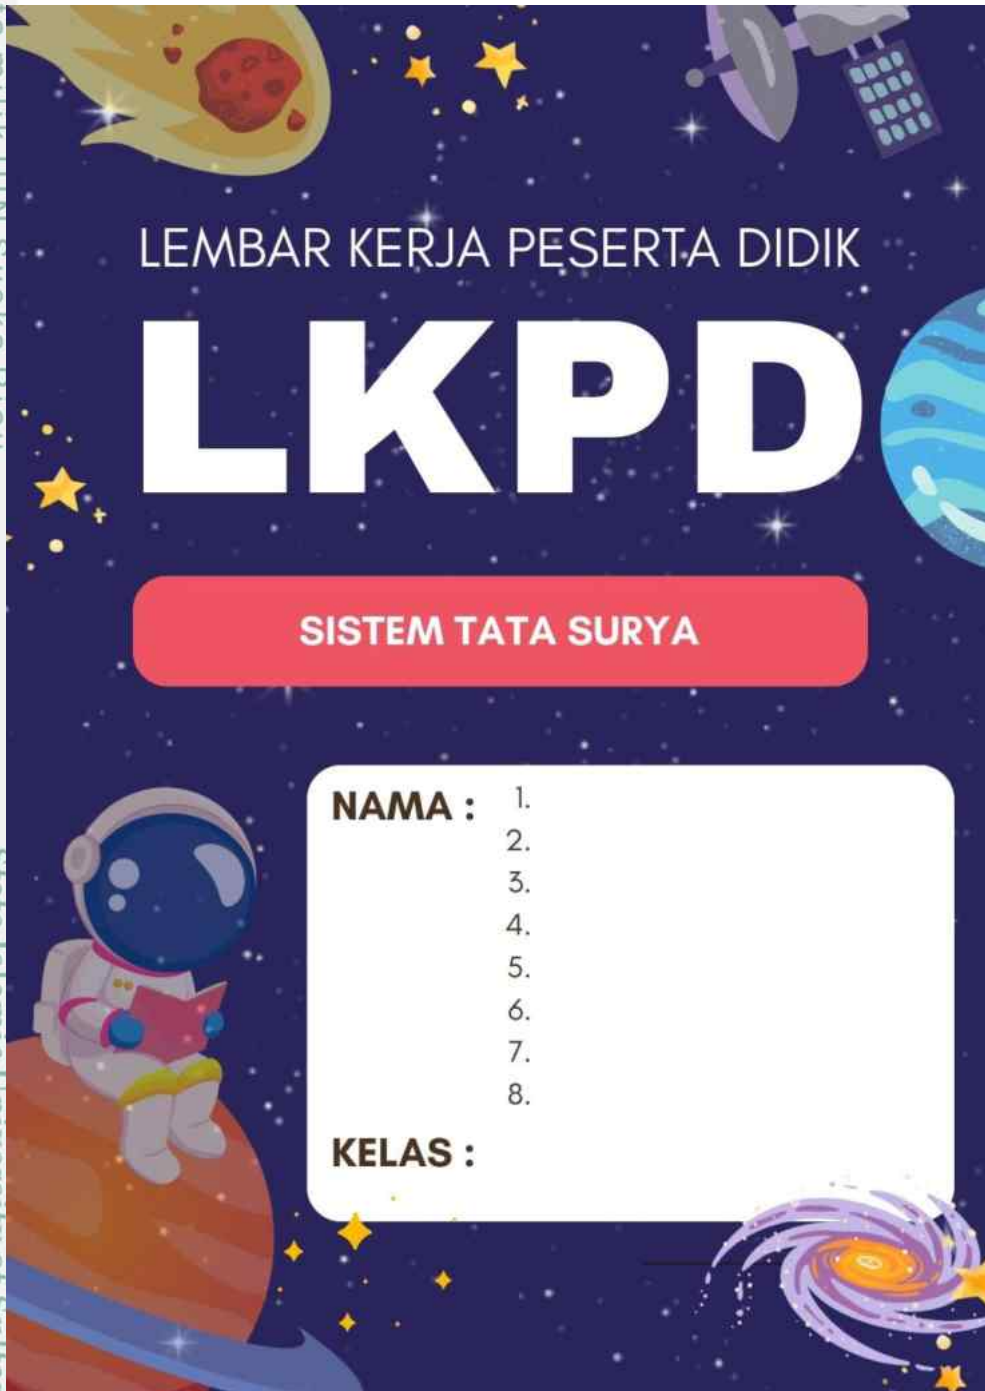 LEMBAR KERJA PESERTA DIDIK
LKPD
SISTEM TATA SURYA
NAMA :
1.
2.
3.
4.
5.
6.
7.
8.
KELAS :